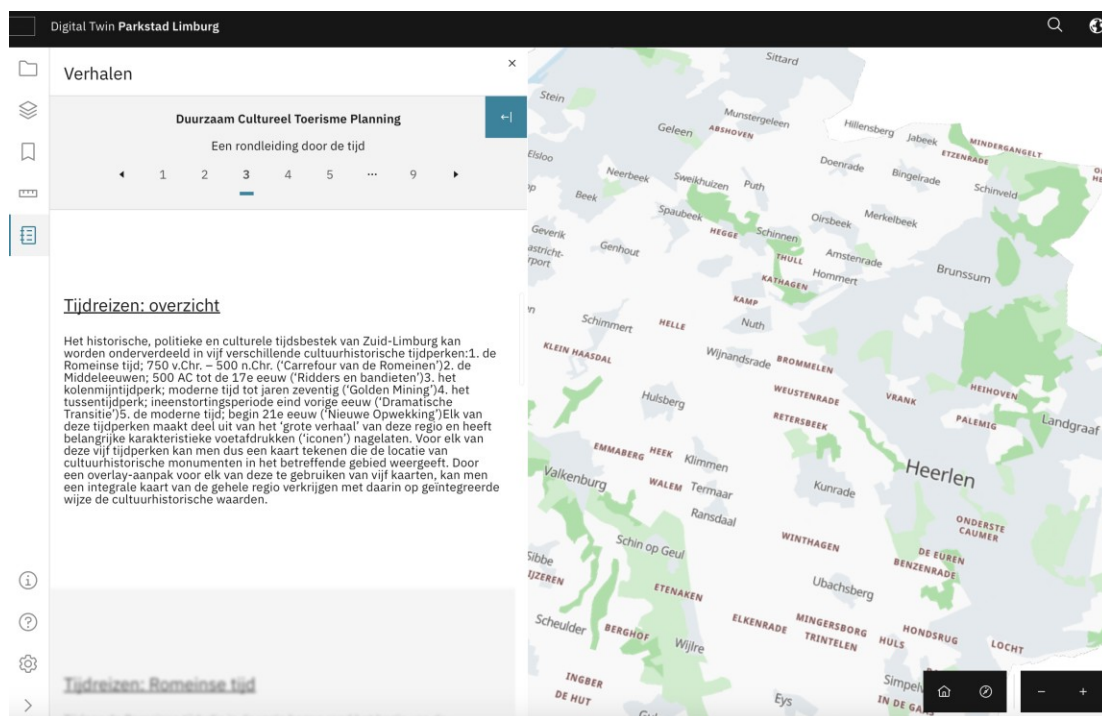 Digital Twin Parkstad Limburg
Verhalen
×
Duurzaam Cultureel Toerisme Planning
Een rondleiding door de tijd
1 2 3 4 5 ... 9
Tijdreizen: overzicht
Het historische, politieke en culturele tijdsbestek van Zuid-Limburg kan
worden onderverdeeld in vijf verschillende cultuurhistorische tijdperken:1. de
Romeinse tijd; 750 v.Chr. – 500 n.Chr. (‘Carrefour van de Romeinen’)2. de
Middeleeuwen; 500 AC tot de 17e eeuw (‘Ridders en bandieten’)3. het
kolenmijntijdperk; moderne tijd tot jaren zeventig (‘Golden Mining’)4. het
tussentijdperk; ineenstortingsperiode eind vorige eeuw (‘Dramatische
Transitie’)5. de moderne tijd; begin 21e eeuw (‘Nieuwe Opwekking’)Elk van
deze tijdperken maakt deel uit van het ‘grote verhaal’ van deze regio en heeft
belangrijke karakteristieke voetafdrukken (‘iconen’) nagelaten. Voor elk van
deze vijf tijdperken kan men dus een kaart tekenen die de locatie van
cultuurhistorische monumenten in het betreffende gebied weergeeft. Door
een overlay-aanpak voor elk van deze te gebruiken van vijf kaarten, kan men
een integrale kaart van de gehele regio verkrijgen met daarin op geïntegreerde
wijze de cultuurhistorische waarden.
Tijdreizen: Romeinse tijd
Sittard
Stein
Munstergeleen
Geleen
ABSHOVEN
Hillensberg
Jabeek
MINDERGANGELT
ETZENRADE
Elsloo
Doenrade
Bingelrade
Neerbeek
Sweikhuizen
Puth
Schinveld
Beek
Spaubeek
Oirsbeek
Merkelbeek
HEGGE
Schinnen
Geverik
Genhout
THULL
Amstenrade
Hommert
Brunssum
KATHAGEN
KAMP
Schimmert
HELLE
Nuth
KLEIN HAASDAL
Wijnandsrade
BROMMELEN
Hulsberg
WEUSTENRADE
VRANK
HEIHOVEN
RETERSBEEK
PALEMIG
Landgraaf
EMMABERG
HEEK
Klimmen
Heerlen
Valkenburg
WALEM
Termaar
Kunrade
Ransdaal
ONDERSTE
CAUMER
Schin op Geul
WINTHAGEN
DE EUREN
BENZENRADE
Sibbe
IJZEREN
ETENAKEN
Ubachsberg
Scheulder
BERGHOF
Wijlre
ELKENRADE
MINGERSBORG
TRINTELEN
HULS
HONDSRUG
LOCHT
INGBER
DE HUT
Eys
Simpel
IN DE GA
− +